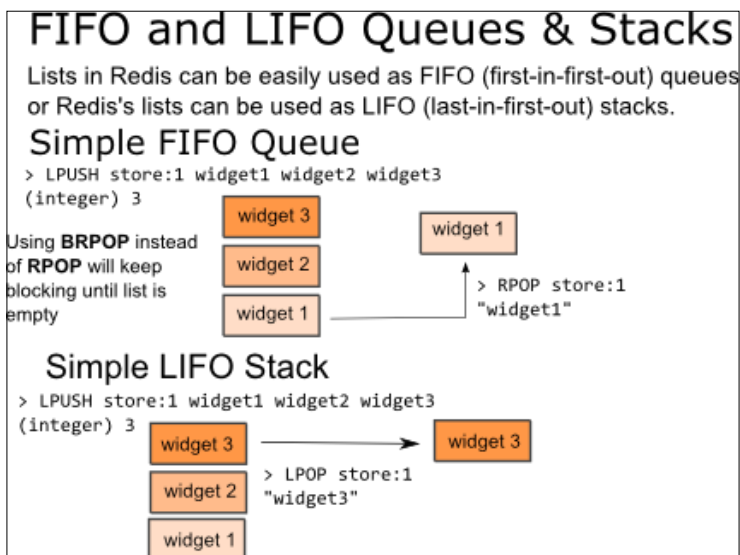 FIFO and LIFO Queues & Stacks
Lists in Redis can be easily used as FIFO (first-in-first-out) queues
or Redis's lists can be used as LIFO (last-in-first-out) stacks.
Simple FIFO Queue
> LPUSH store:1 widget1 widget2 widget3
(integer) 3
widget 3
widget 2
widget 1
Using BRPOP instead
of RPOP will keep
blocking until list is
empty
widget 1
> RPOP store:1
"widget1"
Simple LIFO Stack
> LPUSH store:1 widget1 widget2 widget3
(integer) 3
widget 3
widget 2
widget 1
> LPOP store:1
"widget3"
widget 3